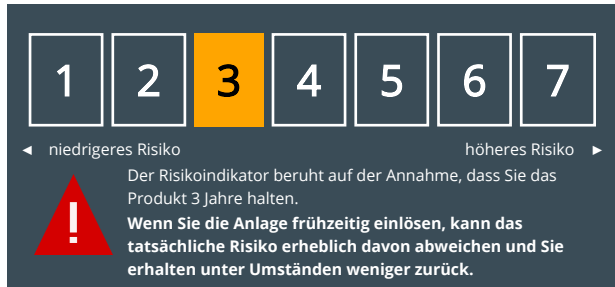 1 2 3 4 5 6 7
◄ niedrigeres Risiko höheres Risiko ►
Der Risikoindikator beruht auf der Annahme, dass Sie das
Produkt 3 Jahre halten.
Wenn Sie die Anlage frühzeitig einlösen, kann das
tatsächliche Risiko erheblich davon abweichen und Sie
erhalten unter Umständen weniger zurück.
!